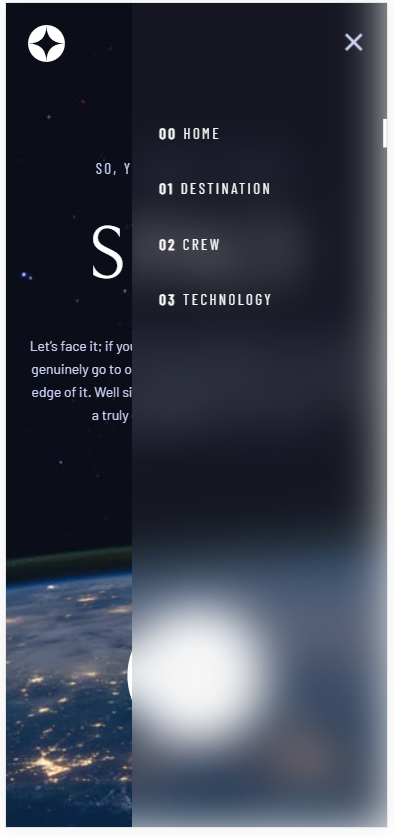 00 HOME
01 DESTINATION
02 CREW
03 TECHNOLOGY
SO, Y
S
Let's face it; if you
genuinely go to o
edge of it. Well si
a truly